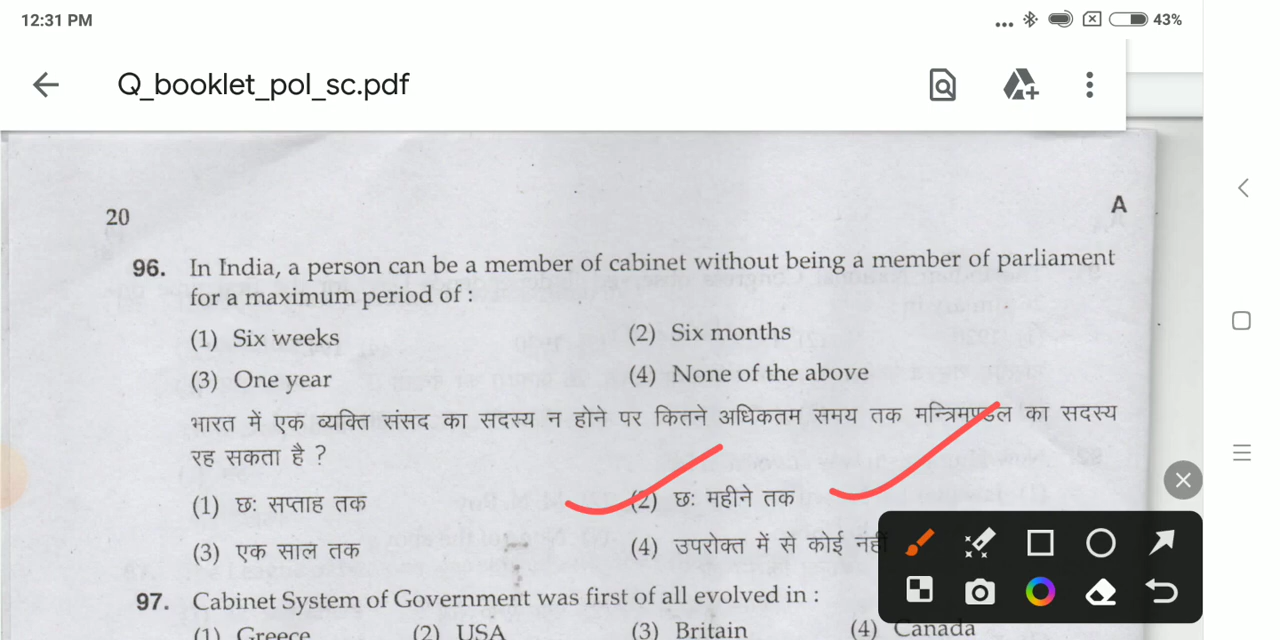 12:31 PM
43%
Q_booklet_pol_sc.pdf
20
A
96. In India, a person can be a member of cabinet without being a member of parliament
for a maximum period of :
(1) Six weeks (2) Six months
(3) One year (4) None of the above
भारत में एक व्यक्ति संसद का सदस्य न होने पर कितने अधिकतम समय तक मन्त्रिमण्डल का सदस्य
रह सकता है ?
(1) छः सप्ताह तक (2) छः महीने तक
(3) एक साल तक (4) उपरोक्त में से कोई नहीं
97. Cabinet System of Government was first of all evolved in :
(1) Greece (2) USA (3) Britain (4) Canada